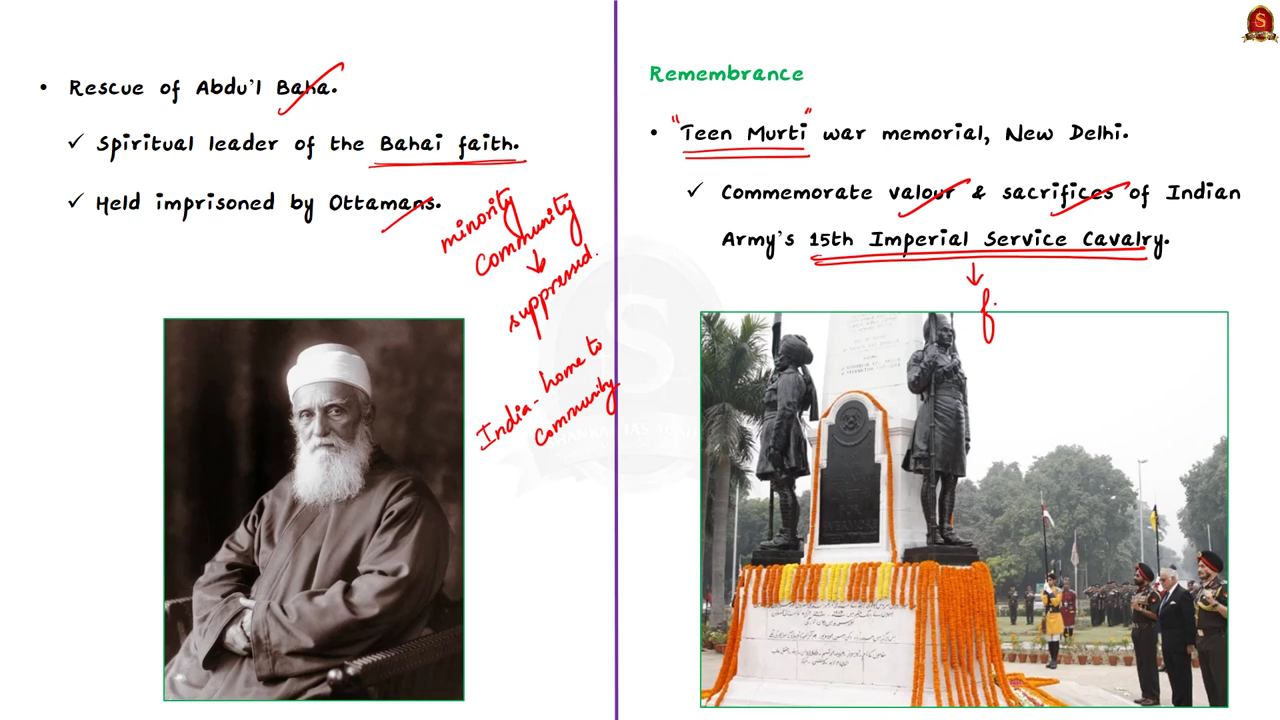 • Rescue of Abdu'l Baha.
✓ Spiritual leader of the Bahai faith.
✓ Held imprisoned by Ottamans.
minority
community
↓
suppressed.
India - home to
community
Remembrance
• "Teen Murti" war memorial, New Delhi.
✓ Commemorate valour & sacrifices of Indian
Army's 15th Imperial Service Cavalry.
↓
f
S